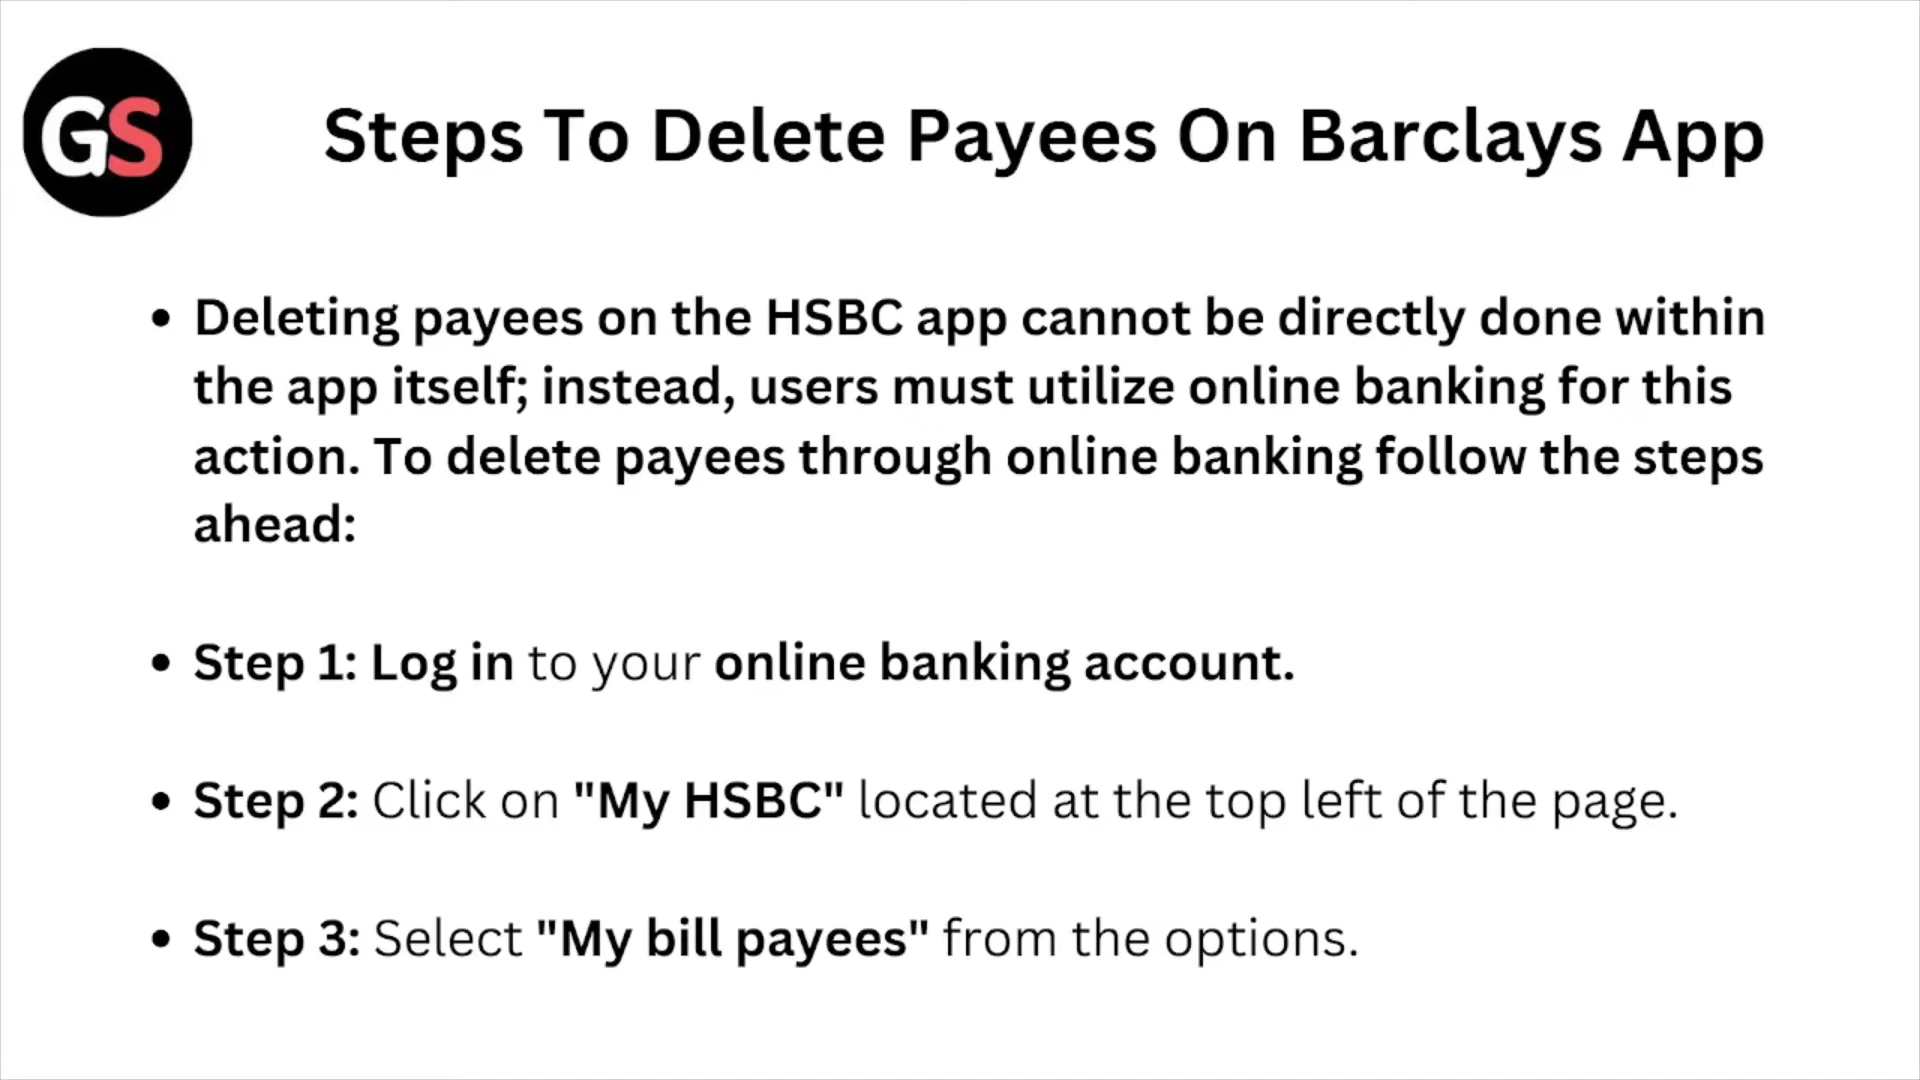 GS
Steps To Delete Payees On Barclays App
• Deleting payees on the HSBC app cannot be directly done within
the app itself; instead, users must utilize online banking for this
action. To delete payees through online banking follow the steps
ahead:
• Step 1: Log in to your online banking account.
• Step 2: Click on "My HSBC" located at the top left of the page.
• Step 3: Select "My bill payees" from the options.